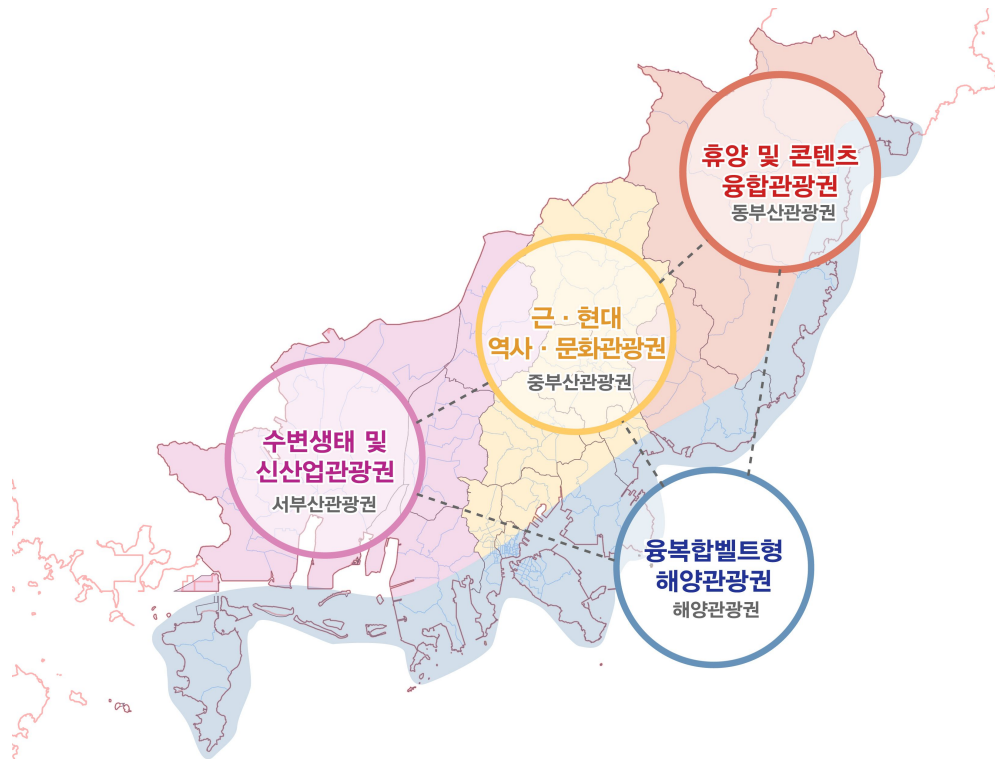 휴양 및 콘텐츠
융합관광권
동부산관광권
근 · 현대
역사 · 문화관광권
중부산관광권
수변생태 및
신산업관광권
서부산관광권
융복합벨트형
해양관광권
해양관광권